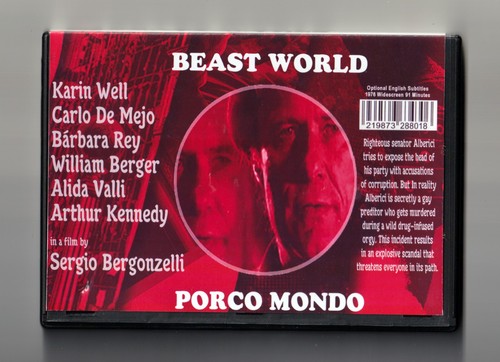 BEAST WORLD
Karin Well
Carlo De Mejo
Bárbara Rey
William Berger
Alida Valli
Arthur Kennedy
in a film by
Sergio Bergonzelli
Optional English Subtitles
1978 Widescreen 91 Minutes
219873 288018
Righteous senator Alberici
tries to expose the head of
his party with accusations
of corruption. But In reality
Alberici is secretly a gay
preditor who gets murdered
during a wild drug-infused
orgy. This incident results
in an explosive scandal that
threatens everyone in its path.
PORCO MONDO